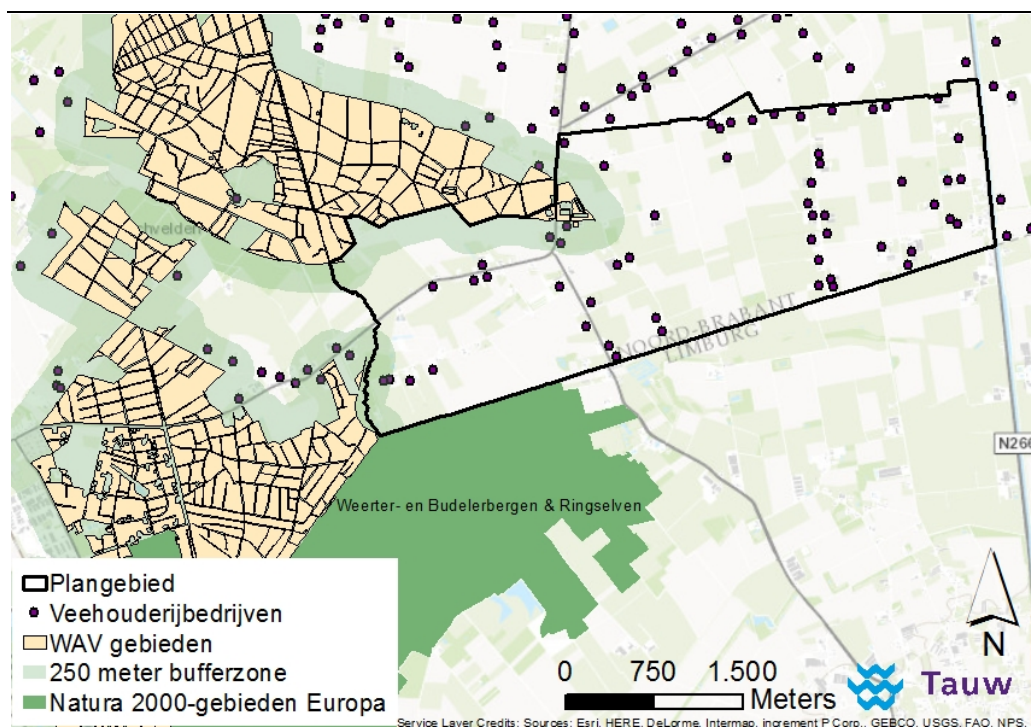 chvelden
NOORD-BRABANT
LIMBURG
N266
Weerter- en Budelerbergen & Ringselven
Plangebied
Veehouderijbedrijven
WAV gebieden
250 meter bufferzone
Natura 2000-gebieden Europa
N
0 750 1.500
Meters
Tauw
Service Layer Credits: Sources: Esri, HERE, DeLorme, Intermap, increment P Corp., GEBCO, USGS, FAO, NPS,